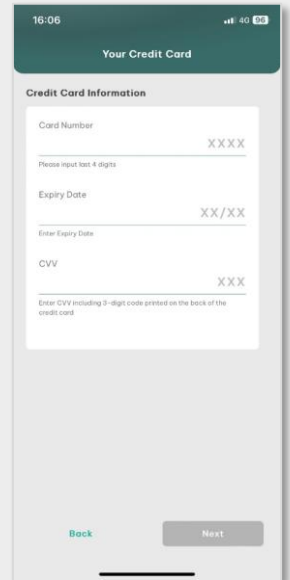 16:06
4G 96
Your Credit Card
Credit Card Information
Card Number
XXXX
Please input last 4 digits
Expiry Date
XX/XX
Enter Expiry Date
CVV
XXX
Enter CVV including 3-digit code printed on the back of the
credit card
Back
Next